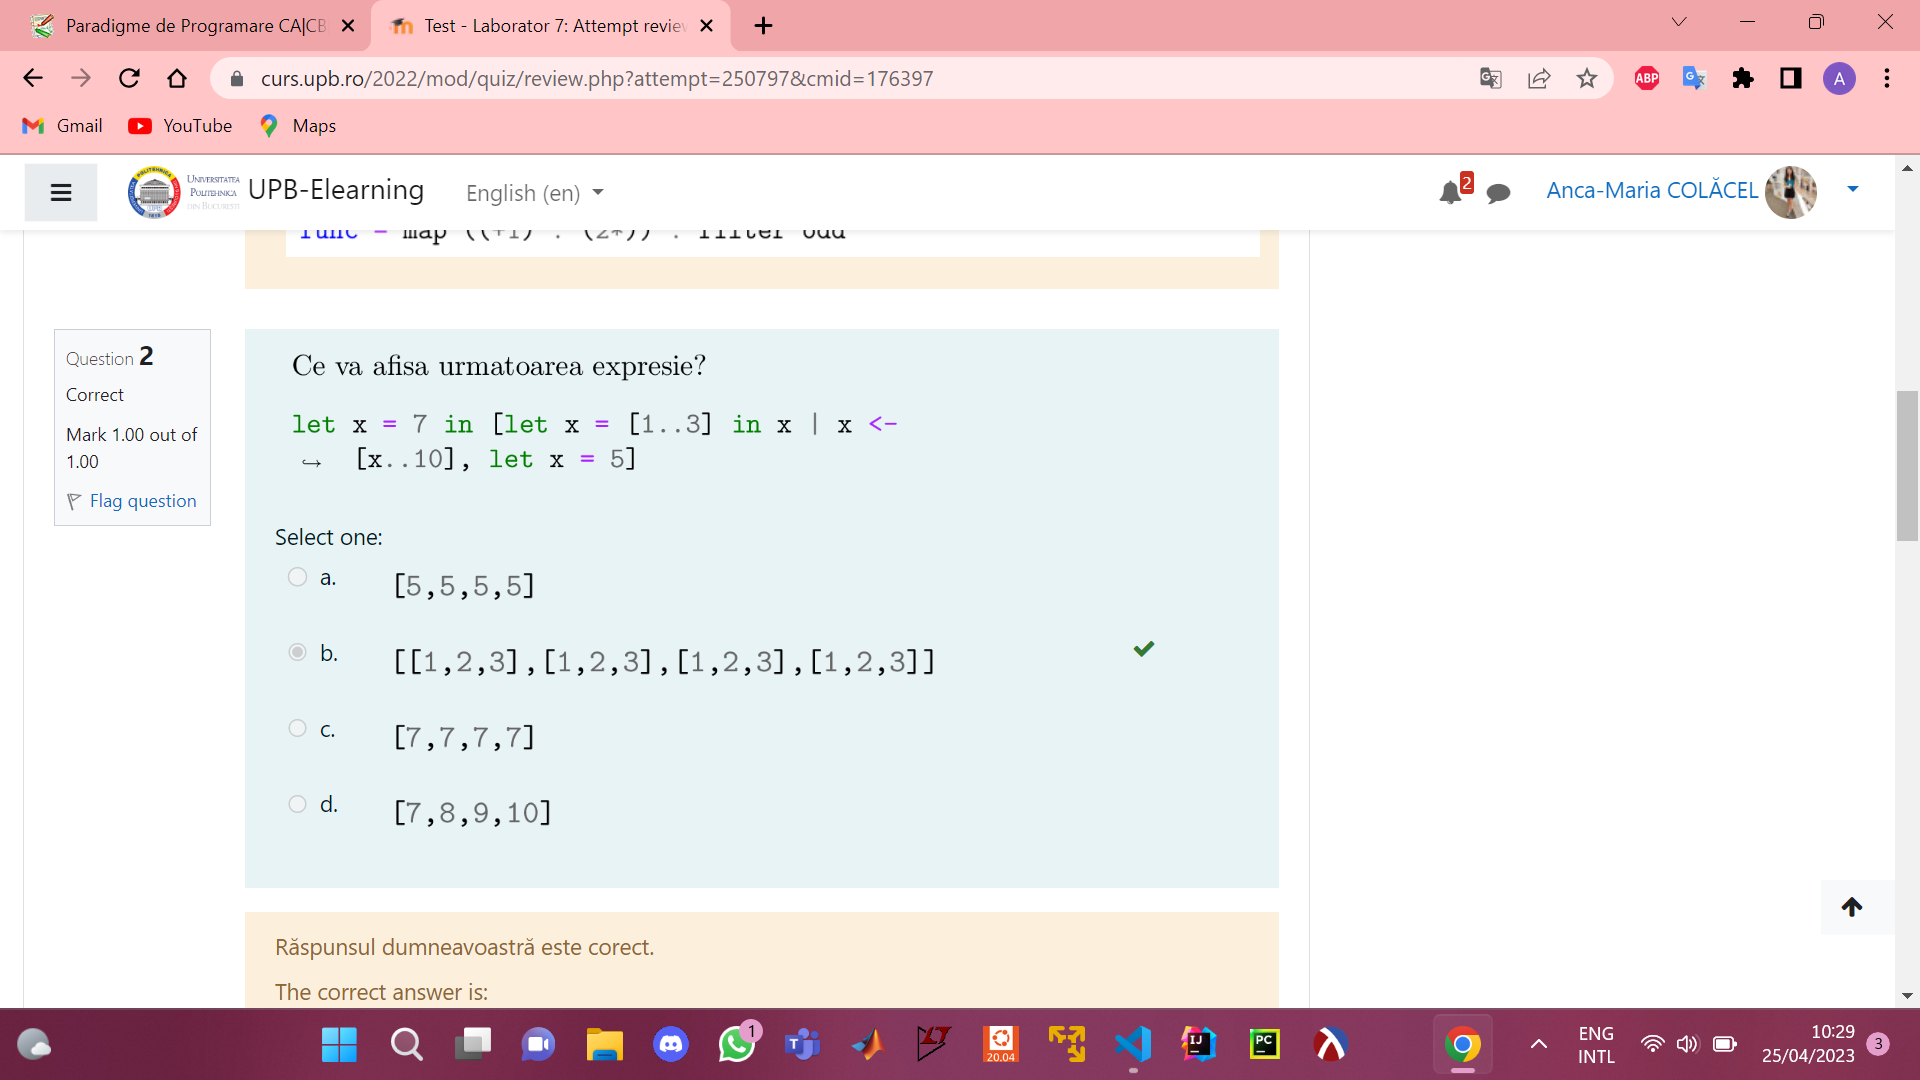 Paradigme de Programare CA|CB
Test - Laborator 7: Attempt review
curs.upb.ro/2022/mod/quiz/review.php?attempt=250797&cmid=176397
ABP
A
Gmail
YouTube
Maps
UNIVERSITATEA
POLITEHNICA
DIN BUCUREȘTI
UPB-Elearning
English (en)
2
Anca-Maria COLĂCEL
func = map ((+1) . (2*)) . filter odd
Question 2
Correct
Mark 1.00 out of
1.00
Flag question
Ce va afisa urmatoarea expresie?
let x = 7 in [let x = [1..3] in x | x <-
↪ [x..10], let x = 5]
Select one:
a. [5,5,5,5]
b. [[1,2,3],[1,2,3],[1,2,3],[1,2,3]]
c. [7,7,7,7]
d. [7,8,9,10]
Răspunsul dumneavoastră este corect.
The correct answer is:
1
20.04
IJ
PC
ENG
INTL
10:29
25/04/2023
3